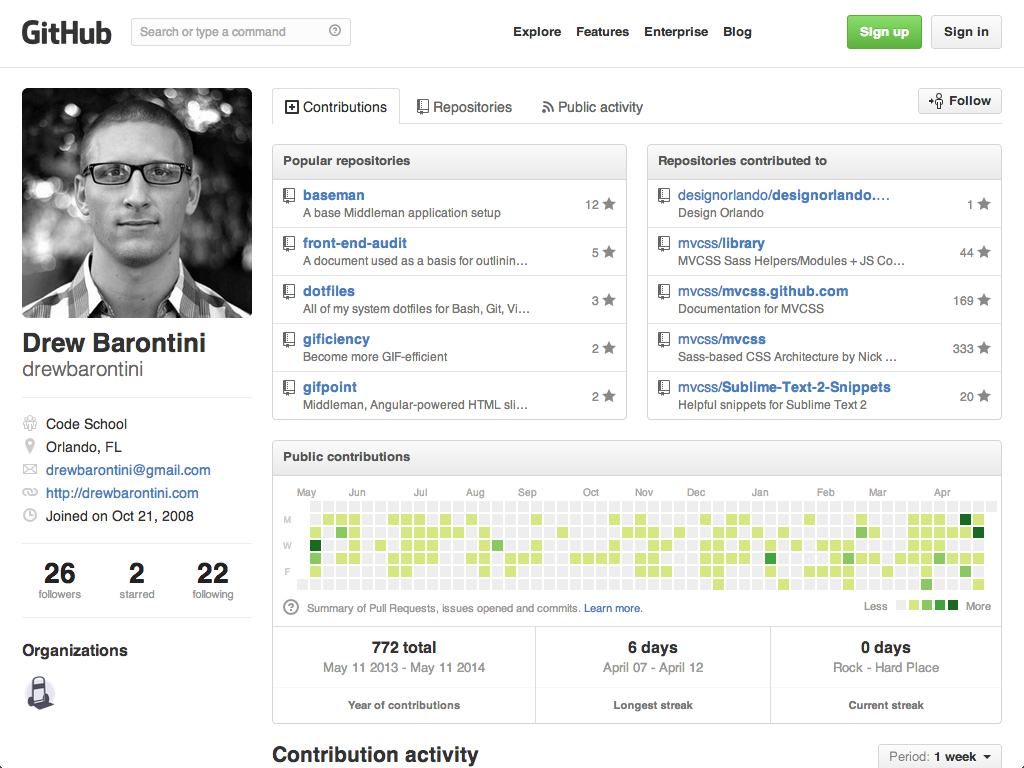 GitHub
Search or type a command
Explore Features Enterprise Blog
Sign up
Sign in
Contributions
Repositories
Public activity
Follow
Drew Barontini
drewbarontini
Code School
Orlando, FL
drewbarontini@gmail.com
http://drewbarontini.com
Joined on Oct 21, 2008
26 2 22
followers starred following
Organizations
Popular repositories
baseman
A base Middleman application setup
12
front-end-audit
A document used as a basis for outlinin…
5
dotfiles
All of my system dotfiles for Bash, Git, Vi…
3
gificiency
Become more GIF-efficient
2
gifpoint
Middleman, Angular-powered HTML sli…
2
Repositories contributed to
designorlando/designorlando.…
Design Orlando
1
mvcss/library
MVCSS Sass Helpers/Modules + JS Co…
44
mvcss/mvcss.github.com
Documentation for MVCSS
169
mvcss/mvcss
Sass-based CSS Architecture by Nick …
333
mvcss/Sublime-Text-2-Snippets
Helpful snippets for Sublime Text 2
20
Public contributions
May Jun Jul Aug Sep Oct Nov Dec Jan Feb Mar Apr
M
W
F
? Summary of Pull Requests, issues opened and commits. Learn more.
Less More
772 total
May 11 2013 - May 11 2014
Year of contributions
6 days
April 07 - April 12
Longest streak
0 days
Rock - Hard Place
Current streak
Contribution activity
Period: 1 week